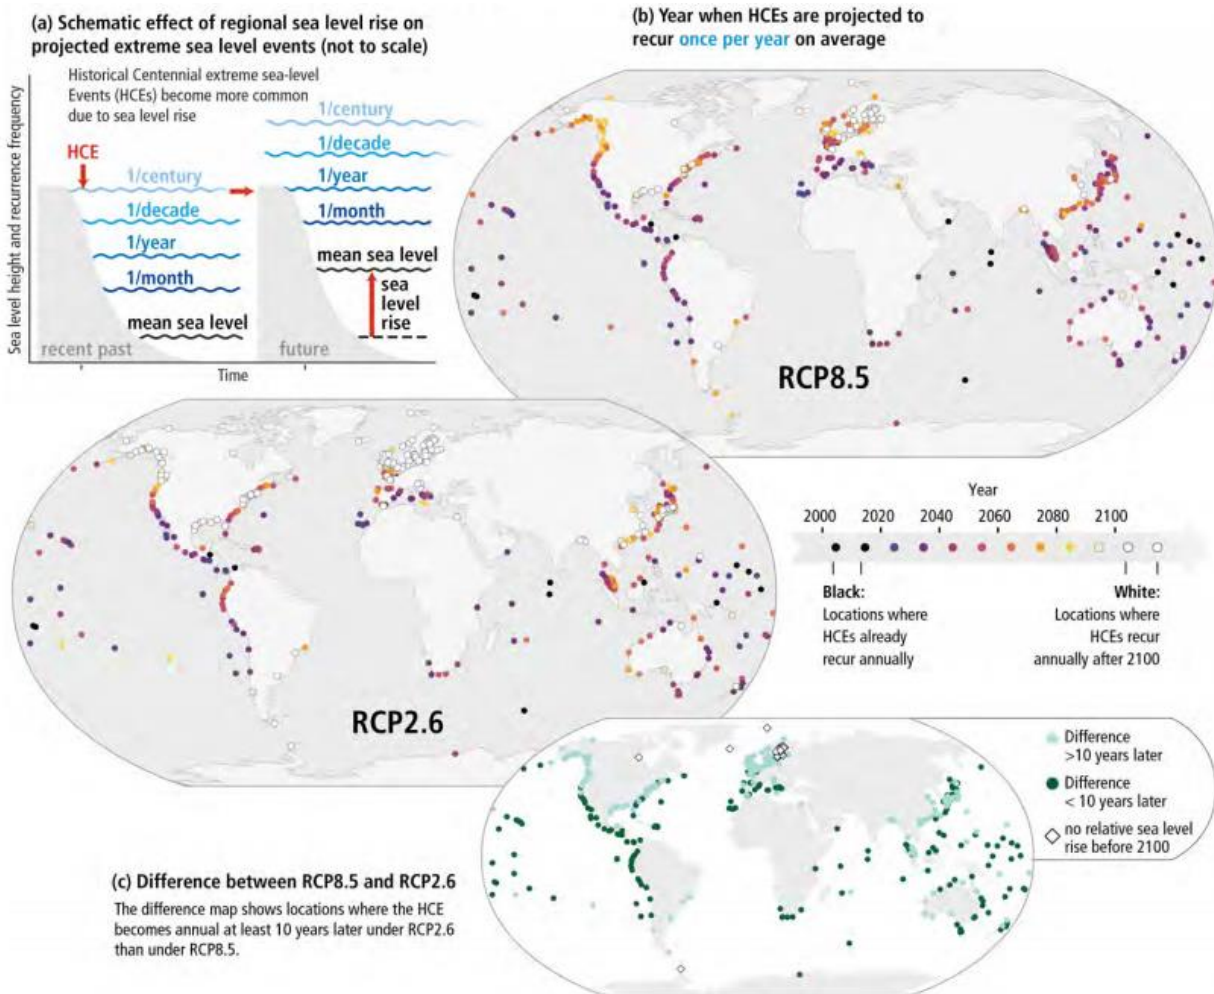 (a) Schematic effect of regional sea level rise on
projected extreme sea level events (not to scale)
Sea level height and recurrence frequency
Historical Centennial extreme sea-level
Events (HCEs) become more common
due to sea level rise
HCE
1/century
1/decade
1/year
1/month
mean sea level
recent past
1/century
1/decade
1/year
1/month
mean sea level
sea
level
rise
future
Time
(b) Year when HCEs are projected to
recur once per year on average
RCP8.5
RCP2.6
Year
2000 2020 2040 2060 2080 2100
Black:
Locations where
HCEs already
recur annually
White:
Locations where
HCEs recur
annually after 2100
Difference
>10 years later
Difference
< 10 years later
no relative sea level
rise before 2100
(c) Difference between RCP8.5 and RCP2.6
The difference map shows locations where the HCE
becomes annual at least 10 years later under RCP2.6
than under RCP8.5.